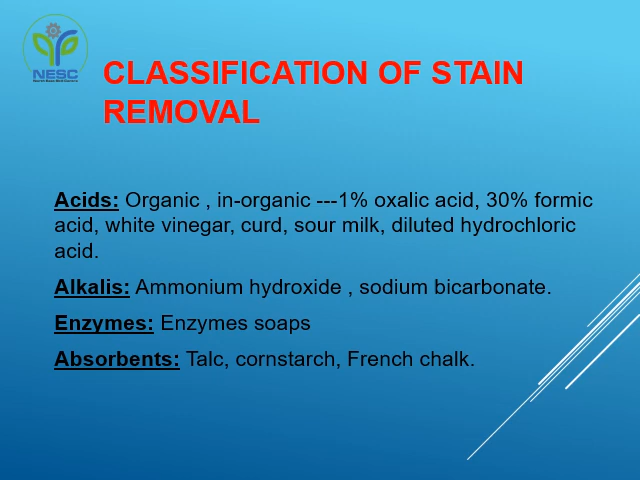 NESC
CLASSIFICATION OF STAIN
REMOVAL
Acids: Organic , in-organic ---1% oxalic acid, 30% formic
acid, white vinegar, curd, sour milk, diluted hydrochloric
acid.
Alkalis: Ammonium hydroxide , sodium bicarbonate.
Enzymes: Enzymes soaps
Absorbents: Talc, cornstarch, French chalk.